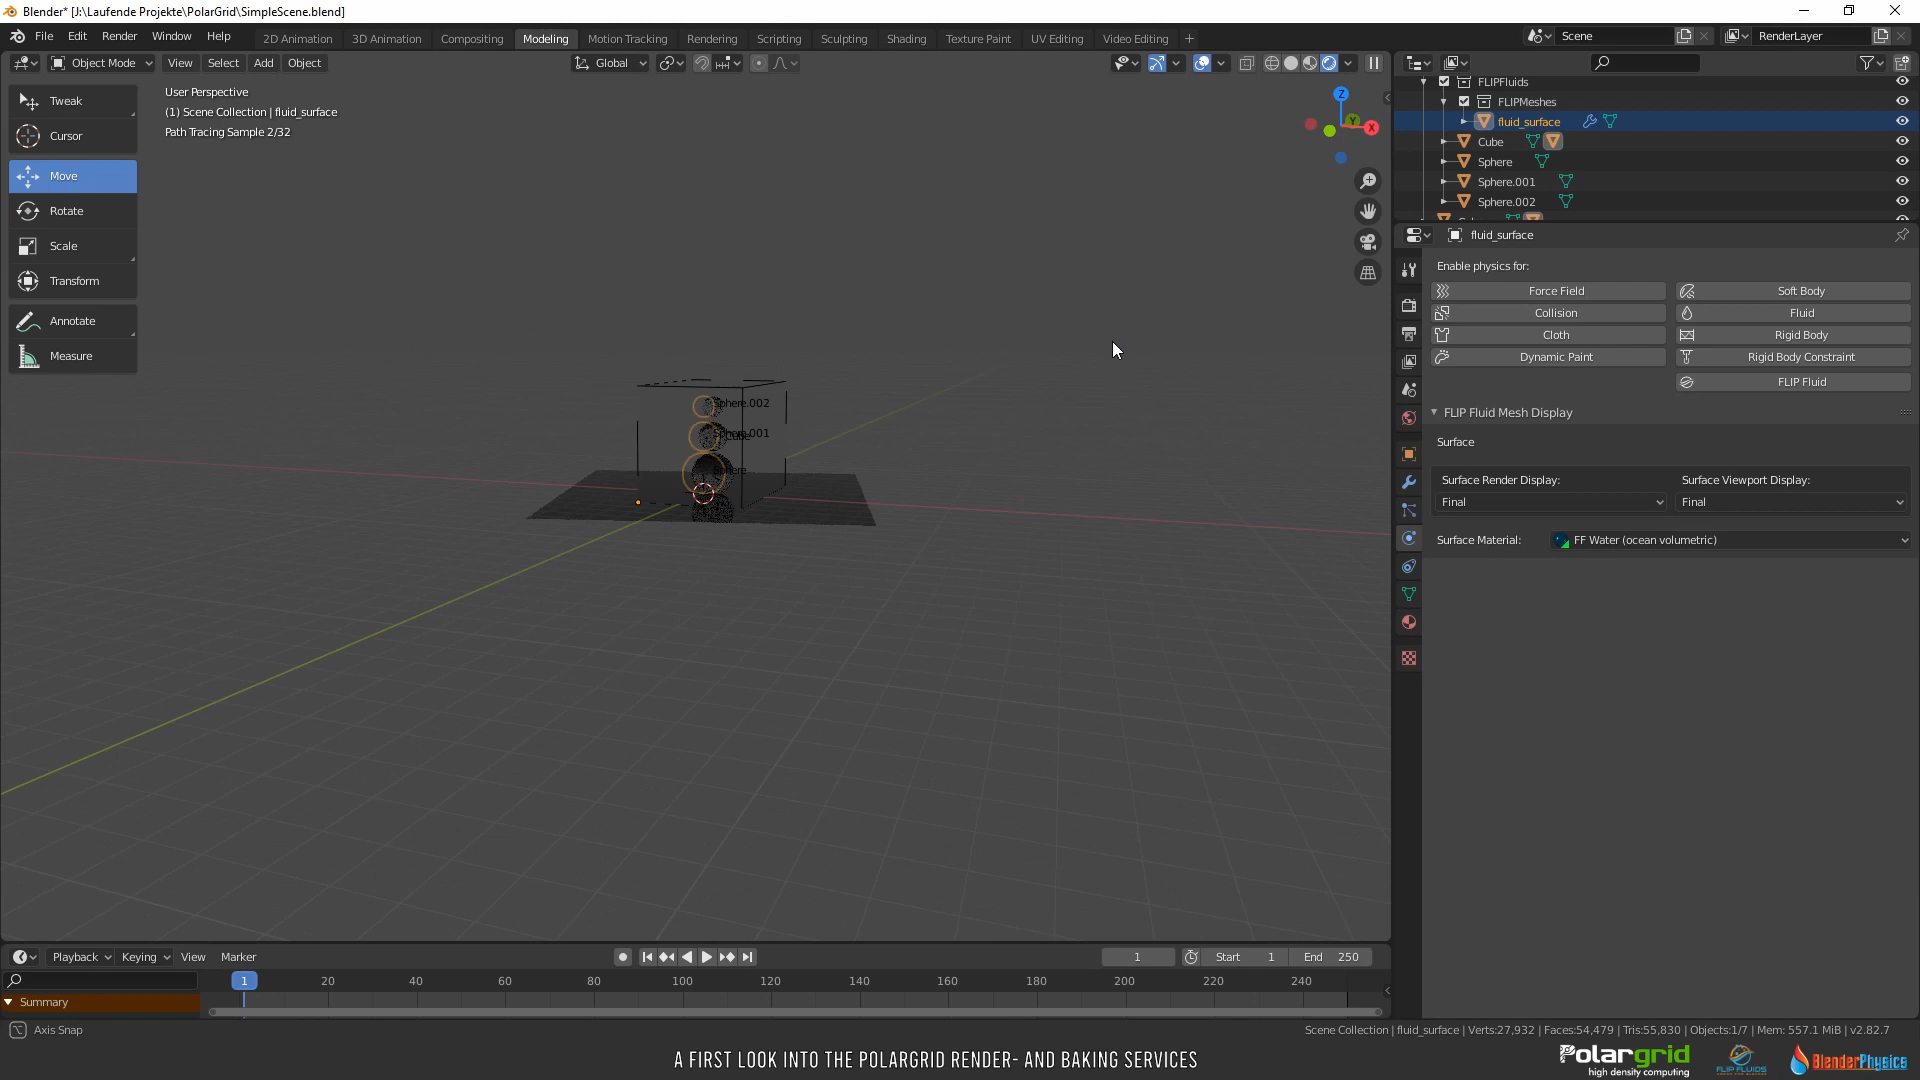 Blender* [J:\Laufende Projekte\PolarGrid\SimpleScene.blend]
File Edit Render Window Help
2D Animation 3D Animation Compositing Modeling Motion Tracking Rendering Scripting Sculpting Shading Texture Paint UV Editing Video Editing +
Scene RenderLayer
Object Mode View Select Add Object
Global
Tweak
Cursor
Move
Rotate
Scale
Transform
Annotate
Measure
User Perspective
(1) Scene Collection | fluid_surface
Path Tracing Sample 2/32
Z
Y
X
Sphere.002
Sphere.001
Cube
Sphere
FLIPFluids
FLIPMeshes
fluid_surface
Cube
Sphere
Sphere.001
Sphere.002
fluid_surface
Enable physics for:
Force Field Soft Body
Collision Fluid
Cloth Rigid Body
Dynamic Paint Rigid Body Constraint
FLIP Fluid
FLIP Fluid Mesh Display
Surface
Surface Render Display: Surface Viewport Display:
Final Final
Surface Material: FF Water (ocean volumetric)
Playback Keying View Marker
1 Start 1 End 250
1 20 40 60 80 100 120 140 160 180 200 220 240
Summary
Axis Snap
Scene Collection | fluid_surface | Verts:27,932 | Faces:54,479 | Tris:55,830 | Objects:1/7 | Mem: 557.1 MiB | v2.82.7
A FIRST LOOK INTO THE POLARGRID RENDER- AND BAKING SERVICES
Polargrid
high density computing
FLIP FLUIDS
BlenderPhysics